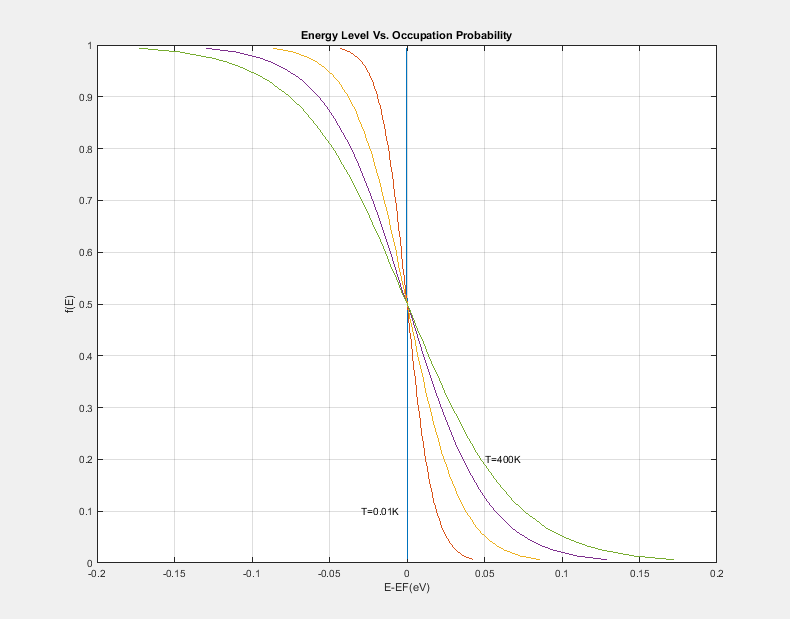 Energy Level Vs. Occupation Probability
1
0.9
0.8
0.7
0.6
0.5
0.4
0.3
0.2
0.1
0
f(E)
T=400K
T=0.01K
-0.2 -0.15 -0.1 -0.05 0 0.05 0.1 0.15 0.2
E-EF(eV)